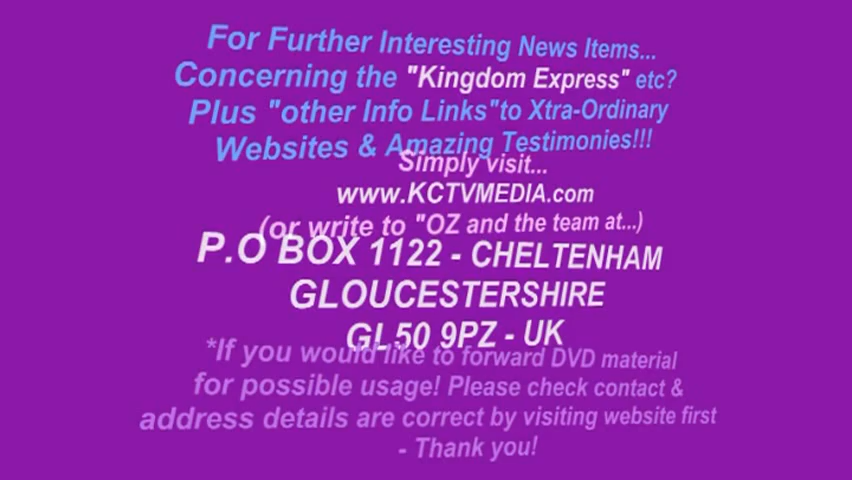 For Further Interesting News Items...
Concerning the "Kingdom Express" etc?
Plus "other Info Links"to Xtra-Ordinary
Websites & Amazing Testimonies!!!
Simply visit...
www.KCTVMEDIA.com
(or write to "OZ and the team at...)
P.O BOX 1122 - CHELTENHAM
GLOUCESTERSHIRE
GL50 9PZ - UK
*If you would like to forward DVD material
for possible usage! Please check contact &
address details are correct by visiting website first
- Thank you!